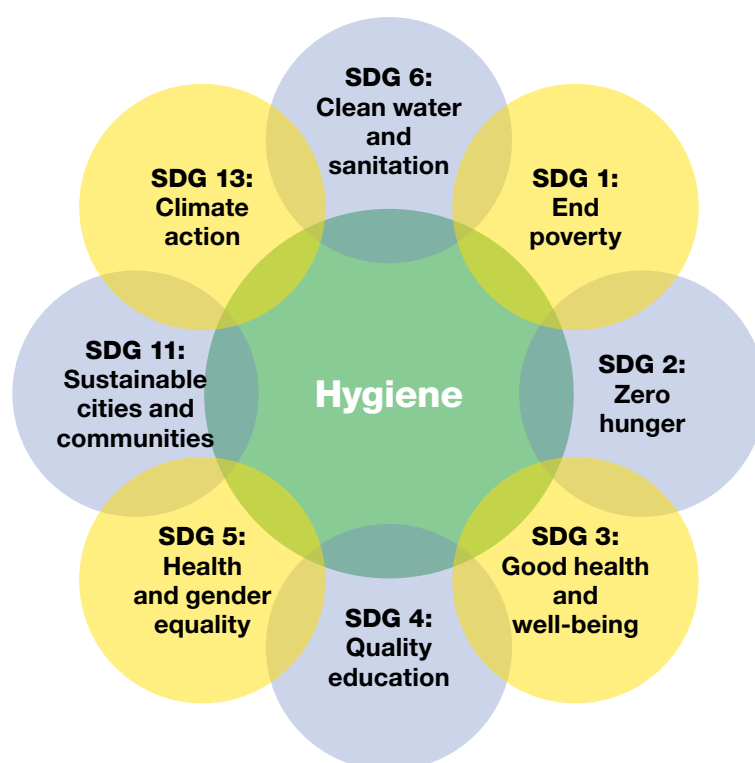 SDG 6:
Clean water
and
sanitation
SDG 1:
End
poverty
SDG 2:
Zero
hunger
SDG 3:
Good health
and
well-being
SDG 4:
Quality
education
SDG 5:
Health
and gender
equality
SDG 11:
Sustainable
cities and
communities
SDG 13:
Climate
action
Hygiene